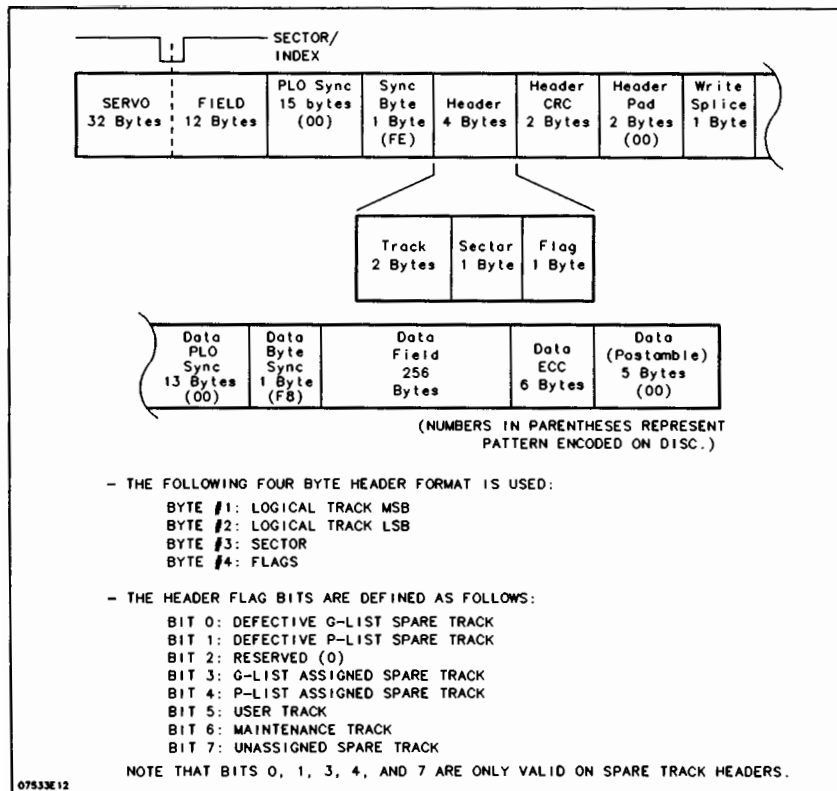 SECTOR/
INDEX
SERVO
32 Bytes
FIELD
12 Bytes
PLO Sync
15 bytes
(00)
Sync
Byte
1 Byte
(FE)
Header
4 Bytes
Header
CRC
2 Bytes
Header
Pad
2 Bytes
(00)
Write
Splice
1 Byte
Track
2 Bytes
Sector
1 Byte
Flag
1 Byte
Data
PLO
Sync
13 Bytes
(00)
Data
Byte
Sync
1 Byte
(F8)
Data
Field
256
Bytes
Data
ECC
6 Bytes
Data
(Postamble)
5 Bytes
(00)
(NUMBERS IN PARENTHESES REPRESENT
PATTERN ENCODED ON DISC.)
- THE FOLLOWING FOUR BYTE HEADER FORMAT IS USED:
BYTE #1: LOGICAL TRACK MSB
BYTE #2: LOGICAL TRACK LSB
BYTE #3: SECTOR
BYTE #4: FLAGS
- THE HEADER FLAG BITS ARE DEFINED AS FOLLOWS:
BIT 0: DEFECTIVE G-LIST SPARE TRACK
BIT 1: DEFECTIVE P-LIST SPARE TRACK
BIT 2: RESERVED (0)
BIT 3: G-LIST ASSIGNED SPARE TRACK
BIT 4: P-LIST ASSIGNED SPARE TRACK
BIT 5: USER TRACK
BIT 6: MAINTENANCE TRACK
BIT 7: UNASSIGNED SPARE TRACK
NOTE THAT BITS 0, 1, 3, 4, AND 7 ARE ONLY VALID ON SPARE TRACK HEADERS.
07533E12